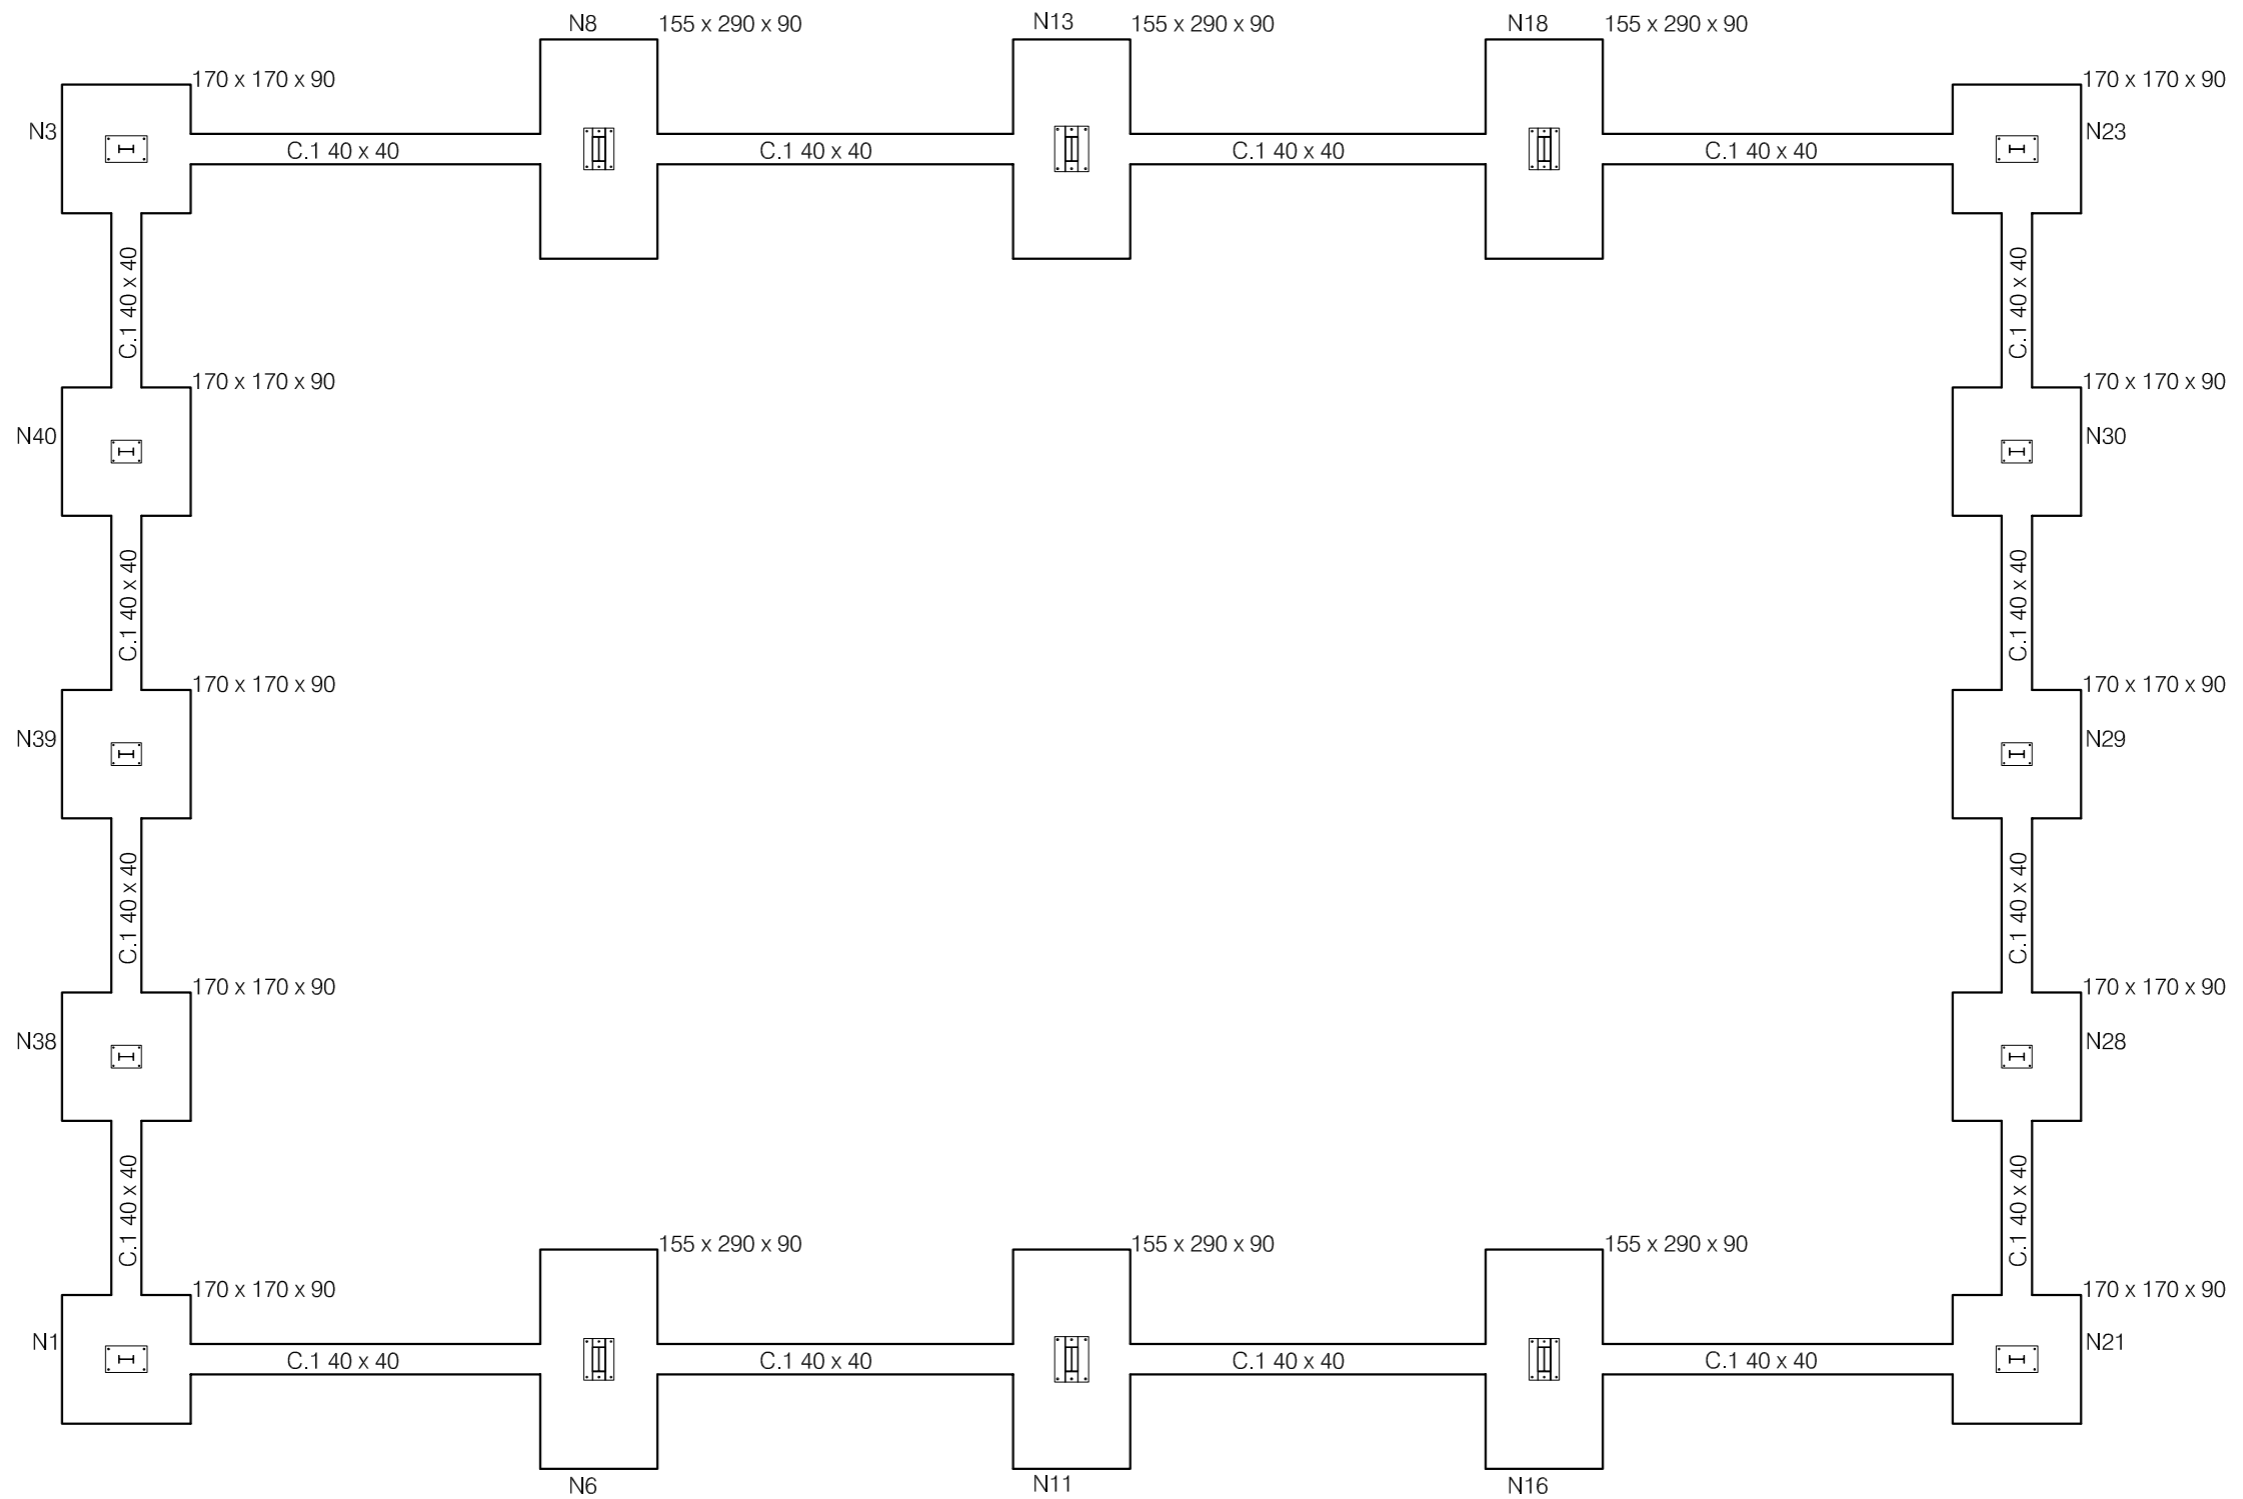 N8 155 x 290 x 90
N13 155 x 290 x 90
N18 155 x 290 x 90
170 x 170 x 90
170 x 170 x 90
N3
N23
C.1 40 x 40
C.1 40 x 40
C.1 40 x 40
C.1 40 x 40
C.1 40 x 40
C.1 40 x 40
170 x 170 x 90
170 x 170 x 90
N40
N30
C.1 40 x 40
C.1 40 x 40
170 x 170 x 90
170 x 170 x 90
N39
N29
C.1 40 x 40
C.1 40 x 40
170 x 170 x 90
170 x 170 x 90
N38
N28
C.1 40 x 40
C.1 40 x 40
155 x 290 x 90
155 x 290 x 90
155 x 290 x 90
170 x 170 x 90
170 x 170 x 90
N1
N21
C.1 40 x 40
C.1 40 x 40
C.1 40 x 40
C.1 40 x 40
N6
N11
N16